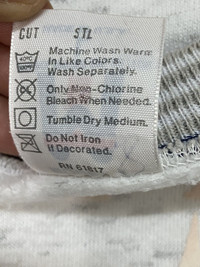 CUT STL
40°C
Machine Wash Warm
In Like Colors.
Wash Separately.
Only Non-Chlorine
Bleach When Needed.
Tumble Dry Medium.
Do Not Iron
If Decorated.
RN 61817